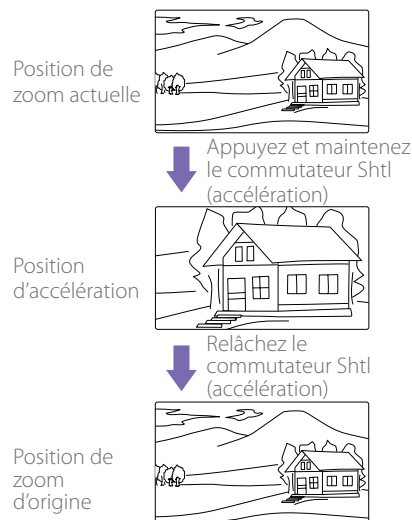 Position de
zoom actuelle
Appuyez et maintenez
le commutateur Shtl
(accélération)
Position
d'accélération
Relâchez le
commutateur Shtl
(accélération)
Position de
zoom
d'origine